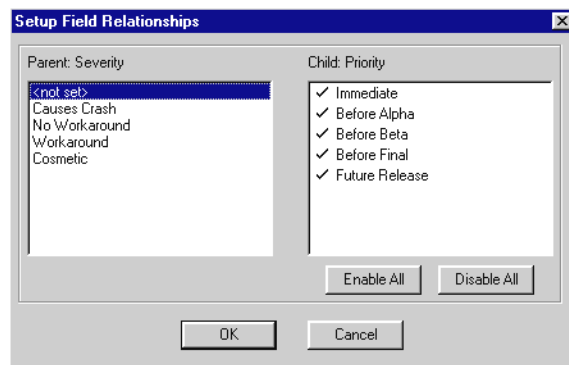 Setup Field Relationships
Parent: Severity
<not set>
Causes Crash
No Workaround
Workaround
Cosmetic
Child: Priority
Immediate
Before Alpha
Before Beta
Before Final
Future Release
Enable All
Disable All
OK
Cancel